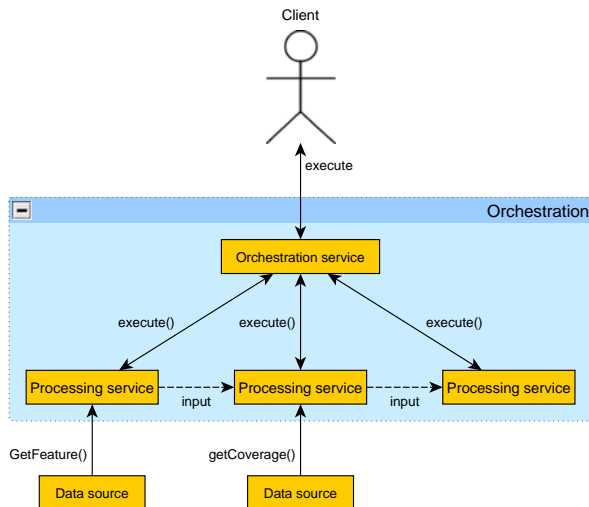 Client
execute
Orchestration
Orchestration service
execute() execute() execute()
Processing service Processing service Processing service
input input
GetFeature() getCoverage()
Data source Data source